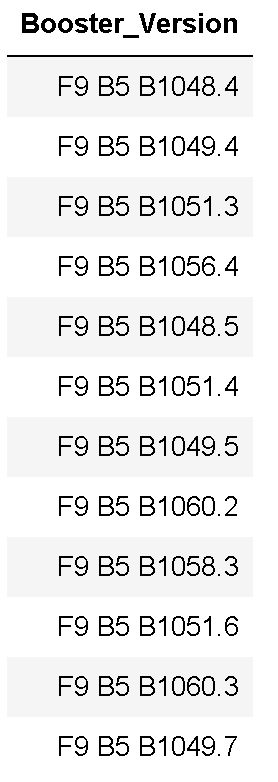 Booster_Version
F9 B5 B1048.4
F9 B5 B1049.4
F9 B5 B1051.3
F9 B5 B1056.4
F9 B5 B1048.5
F9 B5 B1051.4
F9 B5 B1049.5
F9 B5 B1060.2
F9 B5 B1058.3
F9 B5 B1051.6
F9 B5 B1060.3
F9 B5 B1049.7